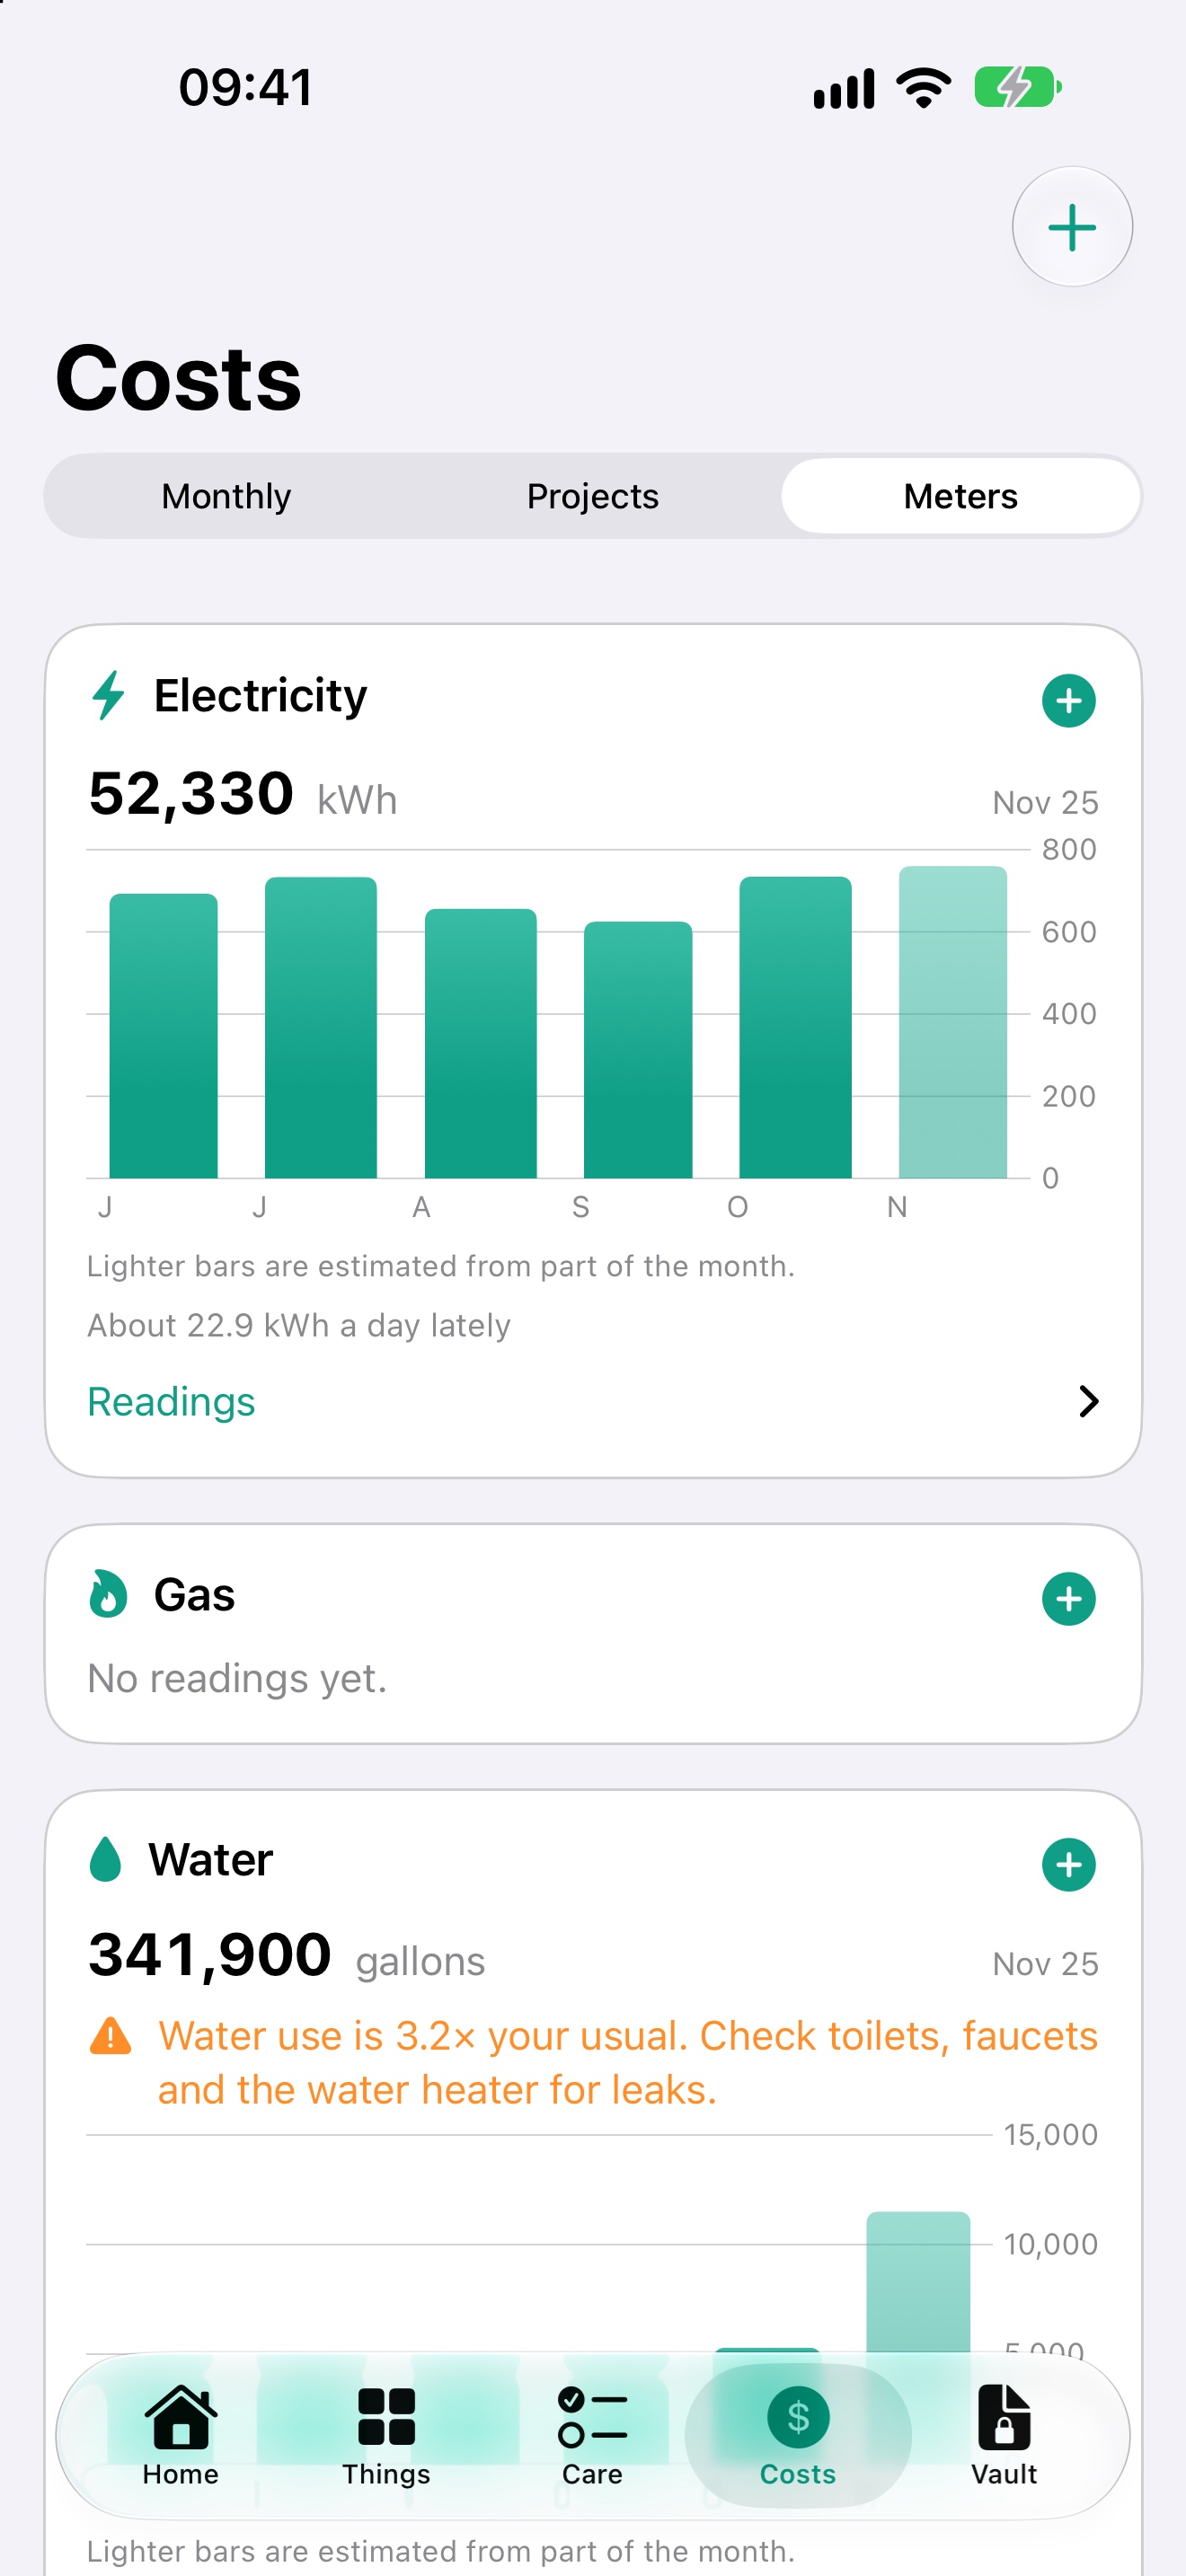 09:41
Costs
Monthly
Projects
Meters
Electricity
52,330 kWh
Nov 25
800
600
400
200
0
J
J
A
S
O
N
Lighter bars are estimated from part of the month.
About 22.9 kWh a day lately
Readings
Gas
No readings yet.
Water
341,900 gallons
Nov 25
Water use is 3.2× your usual. Check toilets, faucets
and the water heater for leaks.
15,000
10,000
5,000
Home
Things
Care
$
Costs
Vault
Lighter bars are estimated from part of the month.